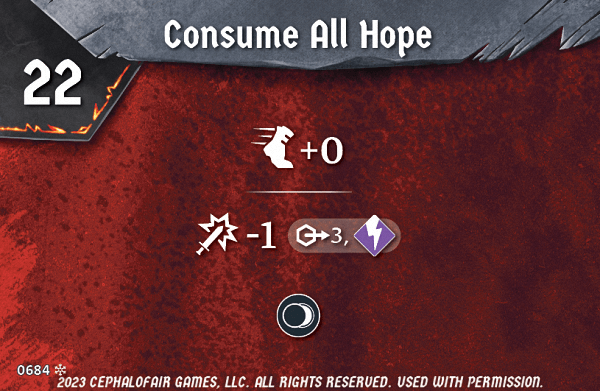 Consume All Hope
22
+0
-1 3,
0684
2023 CEPHALOFAIR GAMES, LLC. ALL RIGHTS RESERVED. USED WITH PERMISSION.